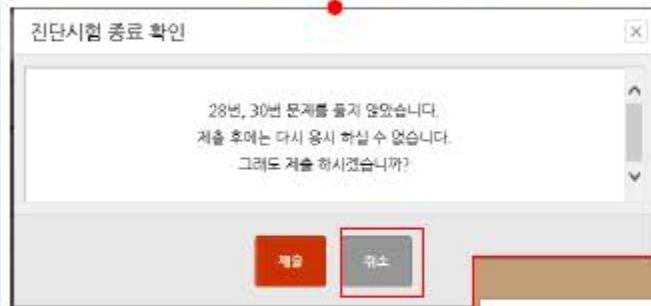 진단시험 종료 확인
28번, 30번 문제를 풀지 않았습니다.
제출 후에는 다시 응시 하실 수 없습니다.
그래도 제출 하시겠습니까?
제출
취소